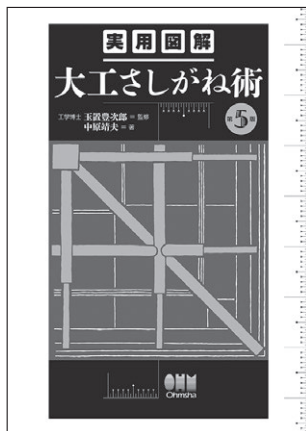 実用図解
大工さしがね術
工学博士 玉置豊次郎=監修
中原靖夫=著
第5版
OHM
Ohmsha